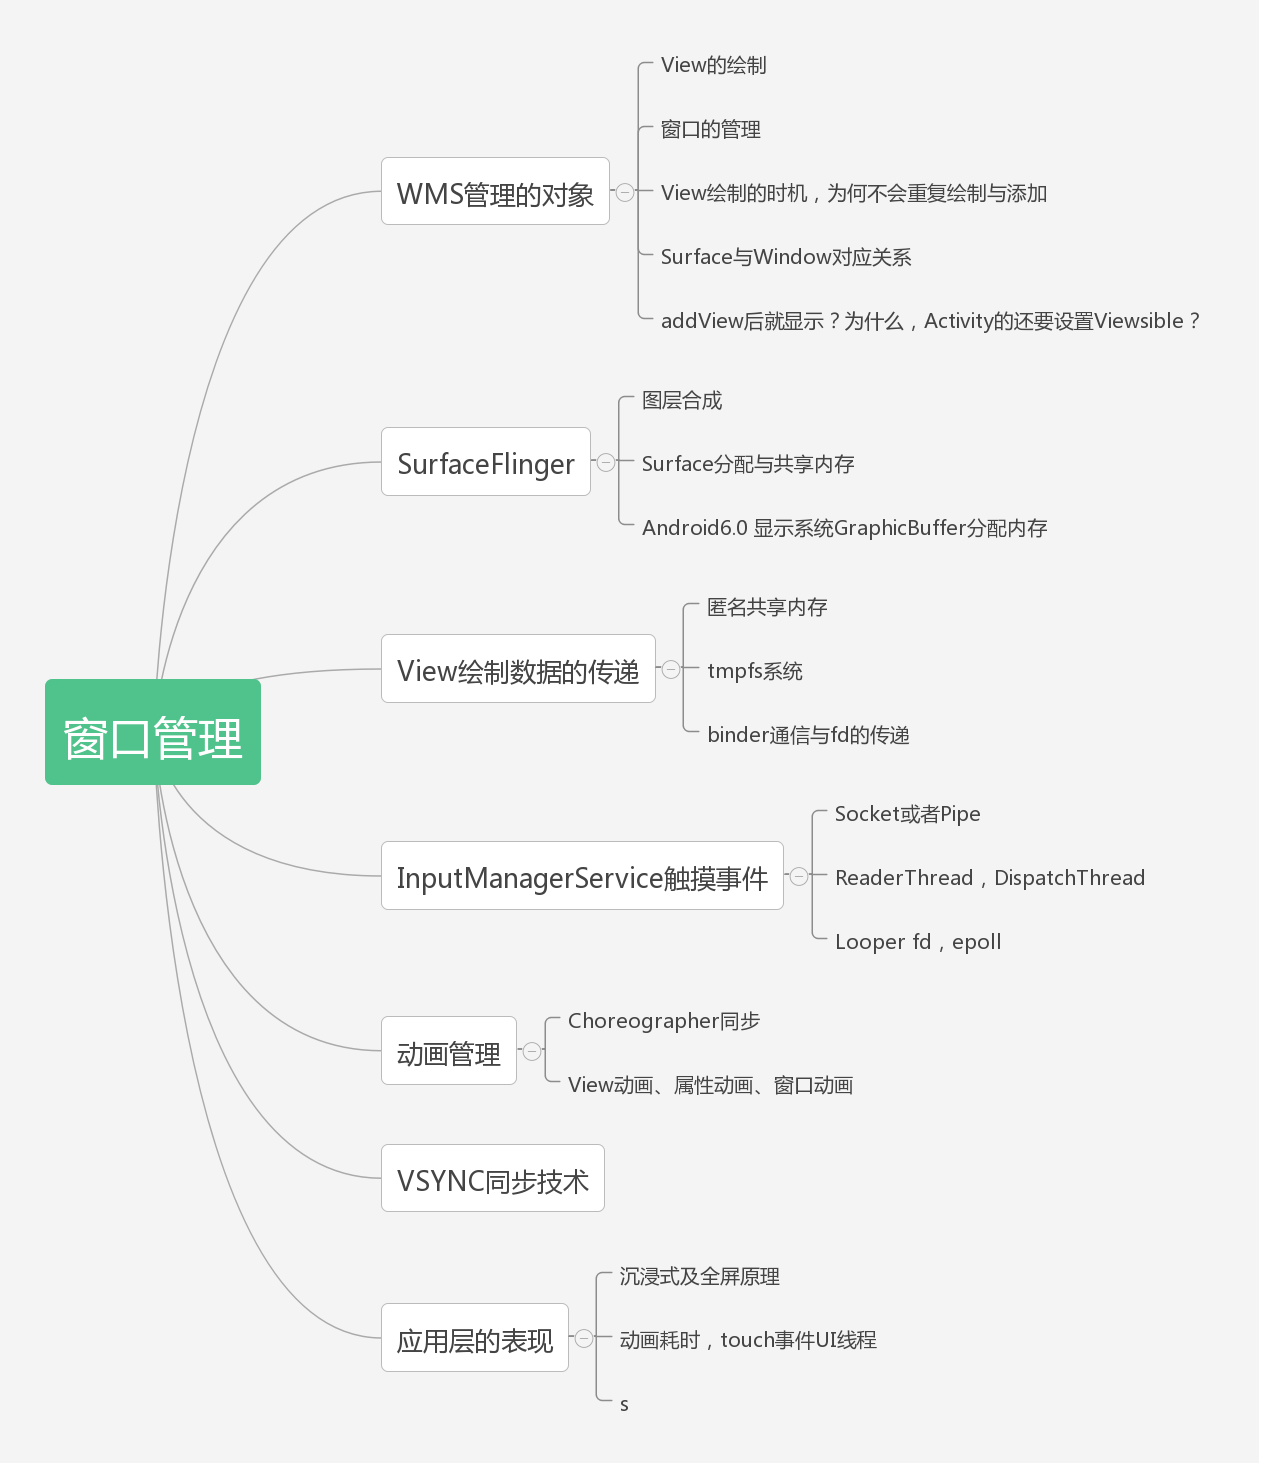 窗口管理
WMS管理的对象
View的绘制
窗口的管理
View绘制的时机，为何不会重复绘制与添加
Surface与Window对应关系
addView后就显示？为什么，Activity的还要设置Viewsible？
SurfaceFlinger
图层合成
Surface分配与共享内存
Android6.0 显示系统GraphicBuffer分配内存
View绘制数据的传递
匿名共享内存
tmpfs系统
binder通信与fd的传递
InputManagerService触摸事件
Socket或者Pipe
ReaderThread，DispatchThread
Looper fd，epoll
动画管理
Choreographer同步
View动画、属性动画、窗口动画
VSYNC同步技术
应用层的表现
沉浸式及全屏原理
动画耗时，touch事件UI线程
s